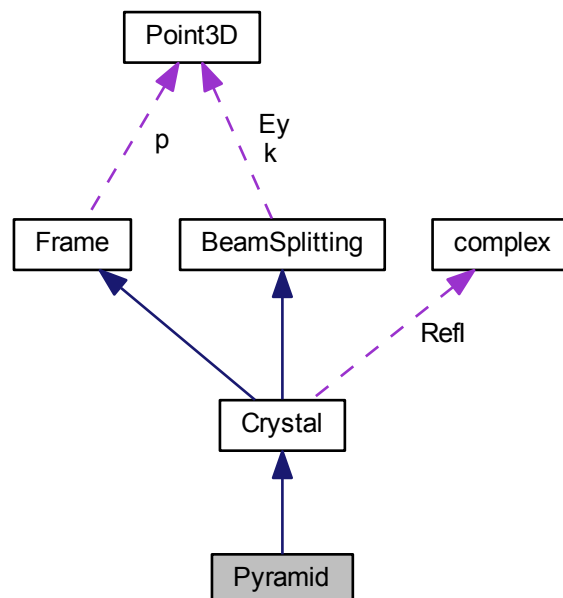 Point3D
p
Ey
k
Frame
BeamSplitting
complex
Refl
Crystal
Pyramid